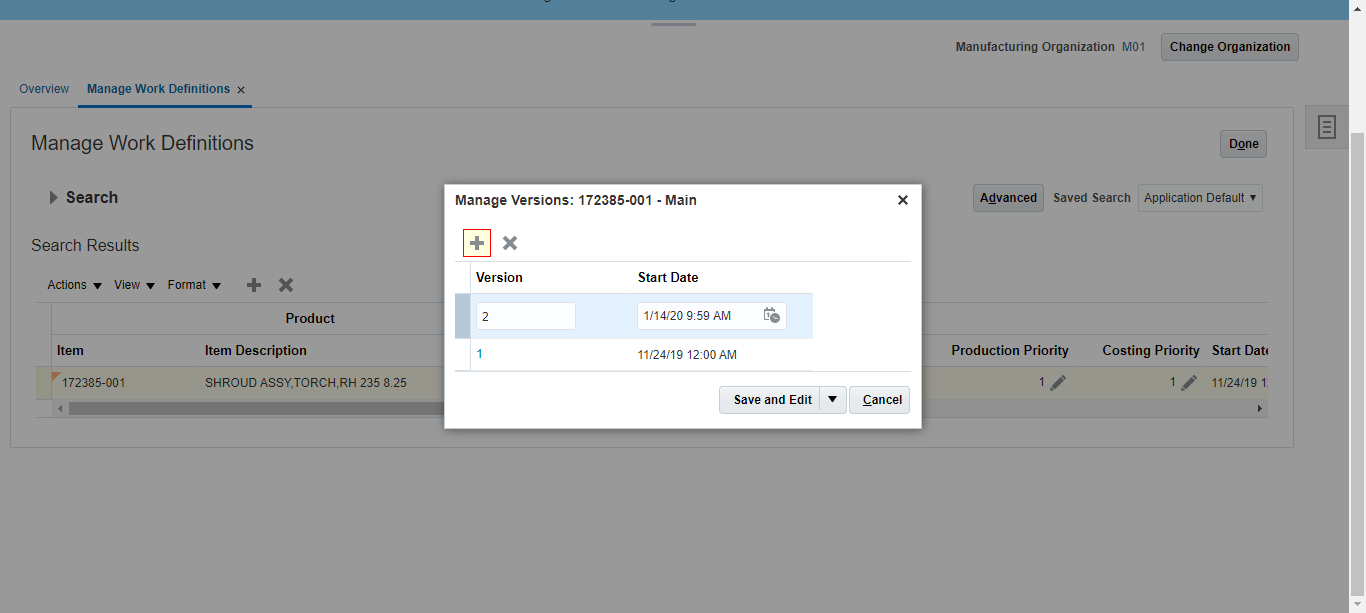 Manufacturing Organization M01 Change Organization
Overview Manage Work Definitions
Manage Work Definitions
Done
Search
Advanced Saved Search Application Default
Search Results
Actions View Format
Product
Item Item Description Production Priority Costing Priority Start Date
172385-001 SHROUD ASSY,TORCH,RH 235 8.25 1 1 11/24/19 1
Manage Versions: 172385-001 - Main
Version Start Date
2 1/14/20 9:59 AM
1 11/24/19 12:00 AM
Save and Edit Cancel